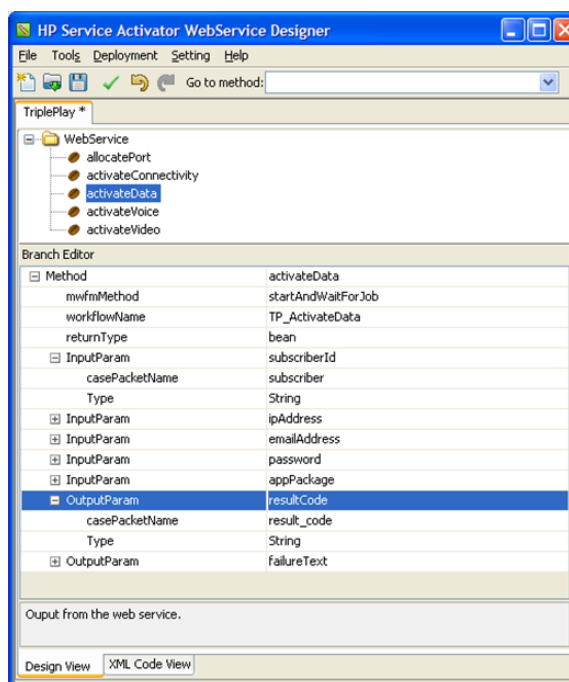 HP Service Activator WebService Designer
File Tools Deployment Setting Help
Go to method:
TriplePlay *
WebService
allocatePort
activateConnectivity
activateData
activateVoice
activateVideo
Branch Editor
Method activateData
mwfmMethod startAndWaitForJob
workflowName TP_ActivateData
returnType bean
InputParam subscriberId
casePacketName subscriber
Type String
InputParam ipAddress
InputParam emailAddress
InputParam password
InputParam appPackage
OutputParam resultCode
casePacketName result_code
Type String
OutputParam failureText
Ouput from the web service.
Design View XML Code View